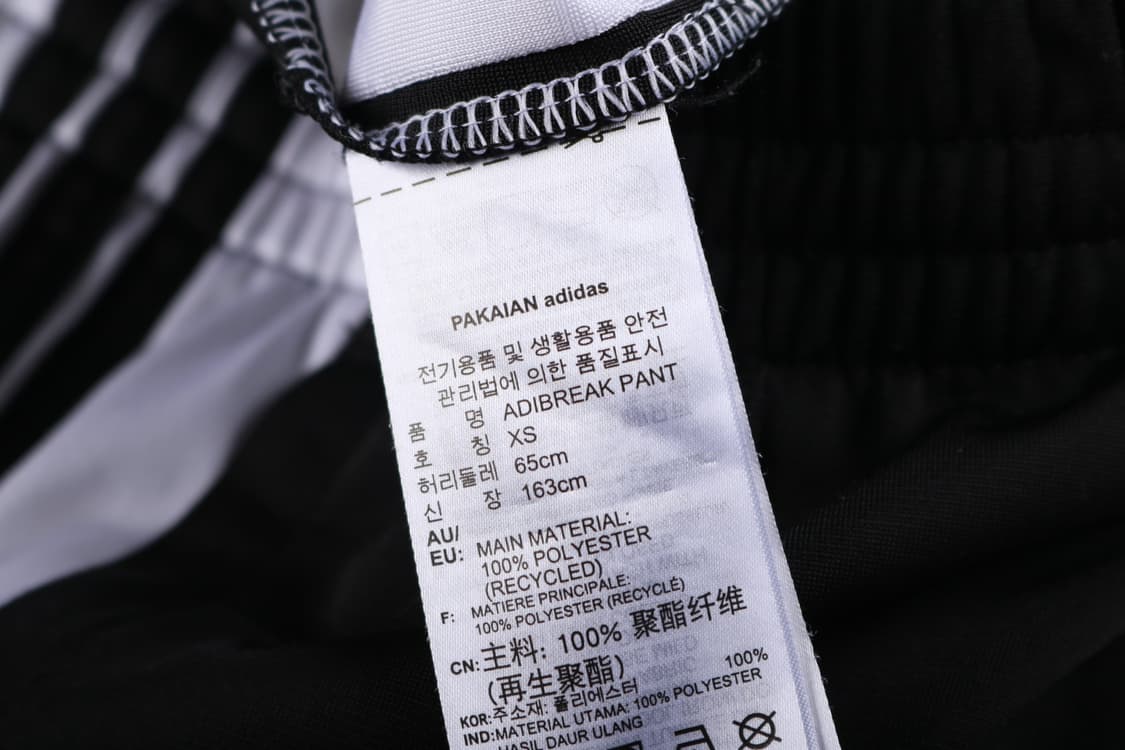 PAKAIAN adidas
전기용품 및 생활용품 안전
관리법에 의한 품질표시
품 명 ADIBREAK PANT
호 칭 XS
허리둘레 65cm
신 장 163cm
AU/
EU: MAIN MATERIAL:
100% POLYESTER
(RECYCLED)
F: MATIERE PRINCIPALE:
100% POLYESTER (RECYCLÉ)
CN: 主料: 100% 聚酯纤维
(再生聚酯)
KOR: 주소재: 폴리에스터 100%
IND: MATERIAL UTAMA: 100% POLYESTER
HASIL DAUR ULANG